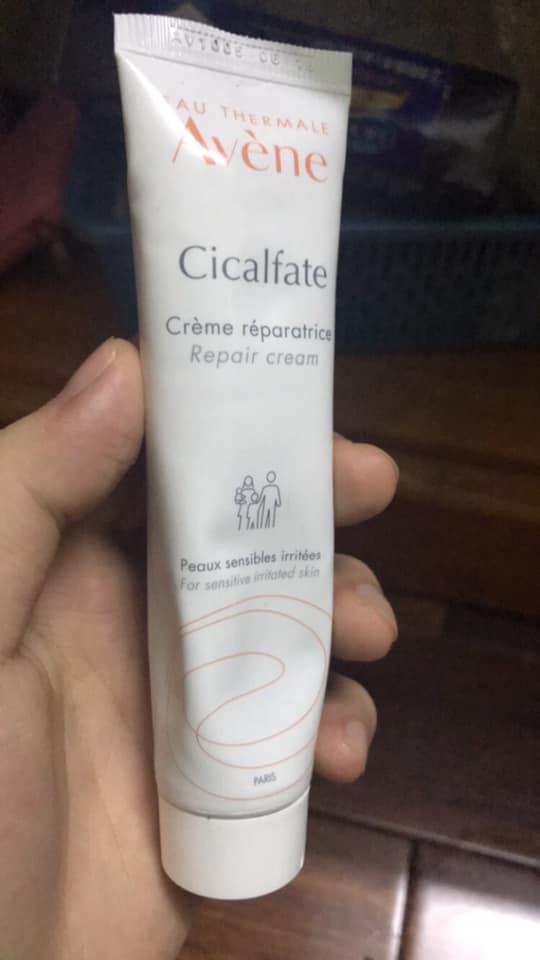 EAU THERMALE
Avène
Cicalfate
Crème réparatrice
Repair cream
Peaux sensibles irritées
For sensitive irritated skin
PARIS